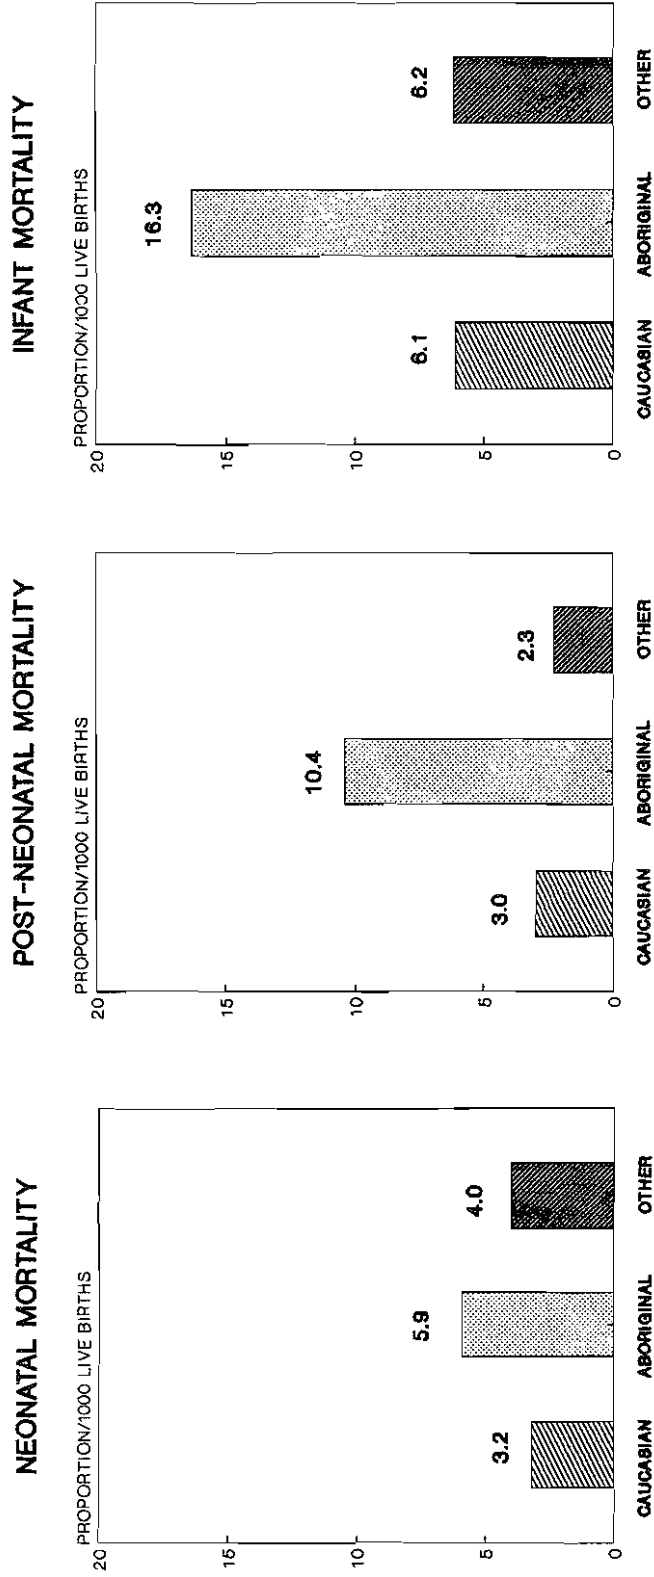 NEONATAL MORTALITY
PROPORTION/1000 LIVE BIRTHS
20
15
10
5
0
3.2
5.9
4.0
CAUCASIAN
ABORIGINAL
OTHER
POST-NEONATAL MORTALITY
PROPORTION/1000 LIVE BIRTHS
20
15
10
5
0
3.0
10.4
2.3
CAUCASIAN
ABORIGINAL
OTHER
INFANT MORTALITY
PROPORTION/1000 LIVE BIRTHS
20
15
10
5
0
6.1
16.3
6.2
CAUCASIAN
ABORIGINAL
OTHER